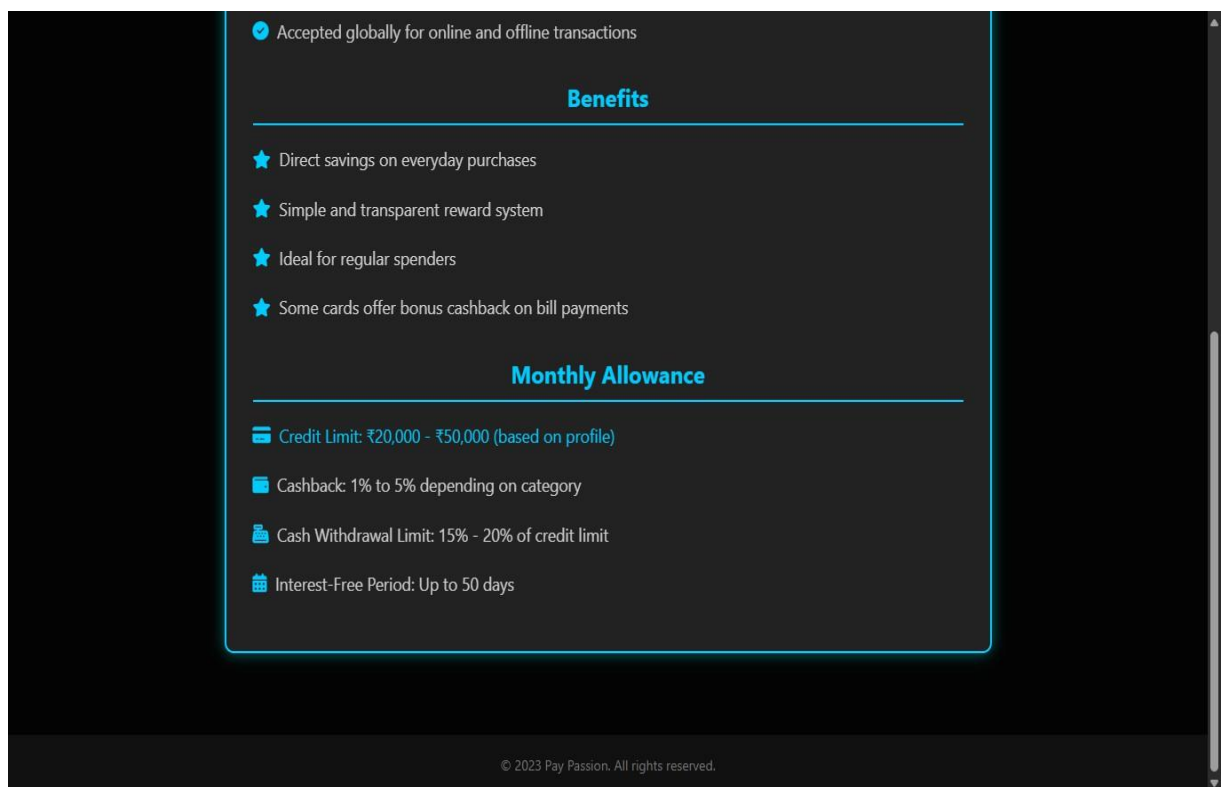 Accepted globally for online and offline transactions
Benefits
Direct savings on everyday purchases
Simple and transparent reward system
Ideal for regular spenders
Some cards offer bonus cashback on bill payments
Monthly Allowance
Credit Limit: ₹20,000 - ₹50,000 (based on profile)
Cashback: 1% to 5% depending on category
Cash Withdrawal Limit: 15% - 20% of credit limit
Interest-Free Period: Up to 50 days
© 2023 Pay Passion. All rights reserved.